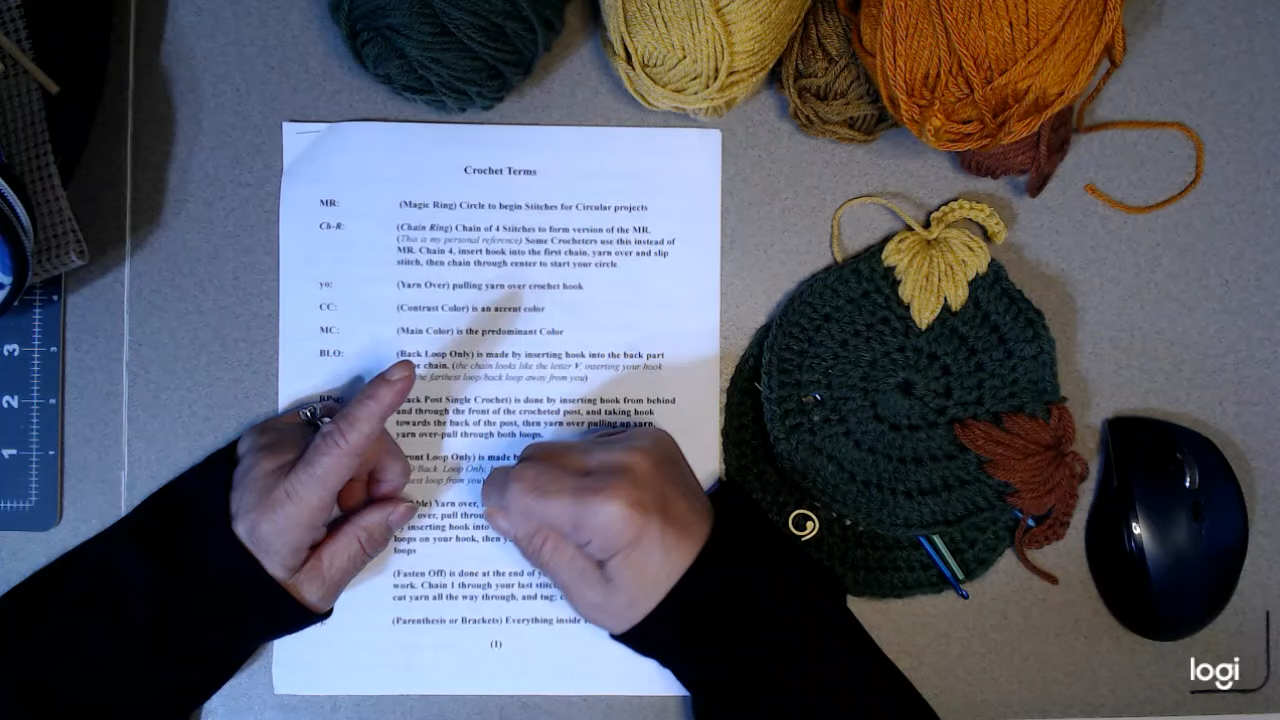 Crochet Terms
MR: (Magic Ring) Circle to begin Stitches for Circular projects
Ch-R: (Chain Ring) Chain of 4 Stitches to form version of the MR.
(This is my personal reference) Some Crocheters use this instead of
MR. Chain 4, insert hook into the first chain, yarn over and slip
stitch, then chain through center to start your circle
yo: (Yarn Over) pulling yarn over crochet hook
CC: (Contrast Color) is an accent color
MC: (Main Color) is the predominant Color
BLO: (Back Loop Only) is made by inserting hook into the back part
chain. (the chain looks like the letter V, inserting your hook
the farthest loop/back loop away from you)
Post Single Crochet) is done by inserting hook from behind
and through the front of the crocheted post, and taking hook
towards the back of the post, then yarn over pulling up yarn,
yarn over-pull through both loops.
Loop Only) is made
Back Loop Only,
loop from you)
Yarn over,
over, pull
inserting hook into
loops on your hook, then
loops
(Fasten Off) is done at the end of
work. Chain 1 through your last
cut yarn all the way through, and tug;
(Parenthesis or Brackets) Everything inside
(1)
3
2
1
logi